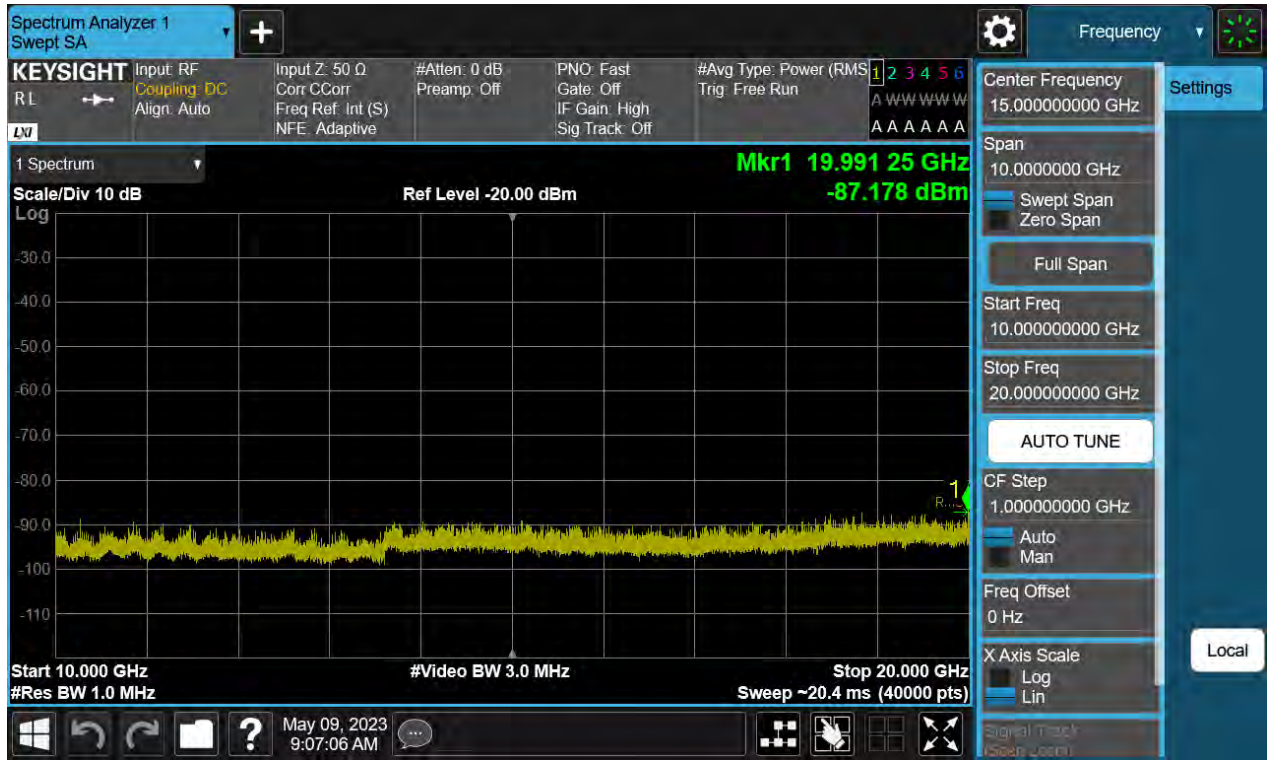 Spectrum Analyzer 1
Swept SA
+
Frequency
KEYSIGHT
Input: RF
Input Z: 50 Ω
#Atten: 0 dB
PNO: Fast
#Avg Type: Power (RMS
1 2 3 4 5 6
RL
Coupling: DC
Corr CCorr
Preamp: Off
Gate: Off
Trig: Free Run
A W W W W W
Align: Auto
Freq Ref: Int (S)
IF Gain: High
LXI
NFE: Adaptive
Sig Track: Off
A A A A A A
1 Spectrum
Mkr1 19.991 25 GHz
Scale/Div 10 dB
Ref Level -20.00 dBm
-87.178 dBm
Log
-30.0
-40.0
-50.0
-60.0
-70.0
-80.0
-90.0
-100
-110
1
Start 10.000 GHz
#Video BW 3.0 MHz
Stop 20.000 GHz
#Res BW 1.0 MHz
Sweep ~20.4 ms (40000 pts)
?
May 09, 2023
9:07:06 AM
Center Frequency
15.000000000 GHz
Settings
Span
10.0000000 GHz
Swept Span
Zero Span
Full Span
Start Freq
10.000000000 GHz
Stop Freq
20.000000000 GHz
AUTO TUNE
CF Step
1.000000000 GHz
Auto
Man
Freq Offset
0 Hz
X Axis Scale
Log
Lin
Local
Signal Track
(Span Zoom)